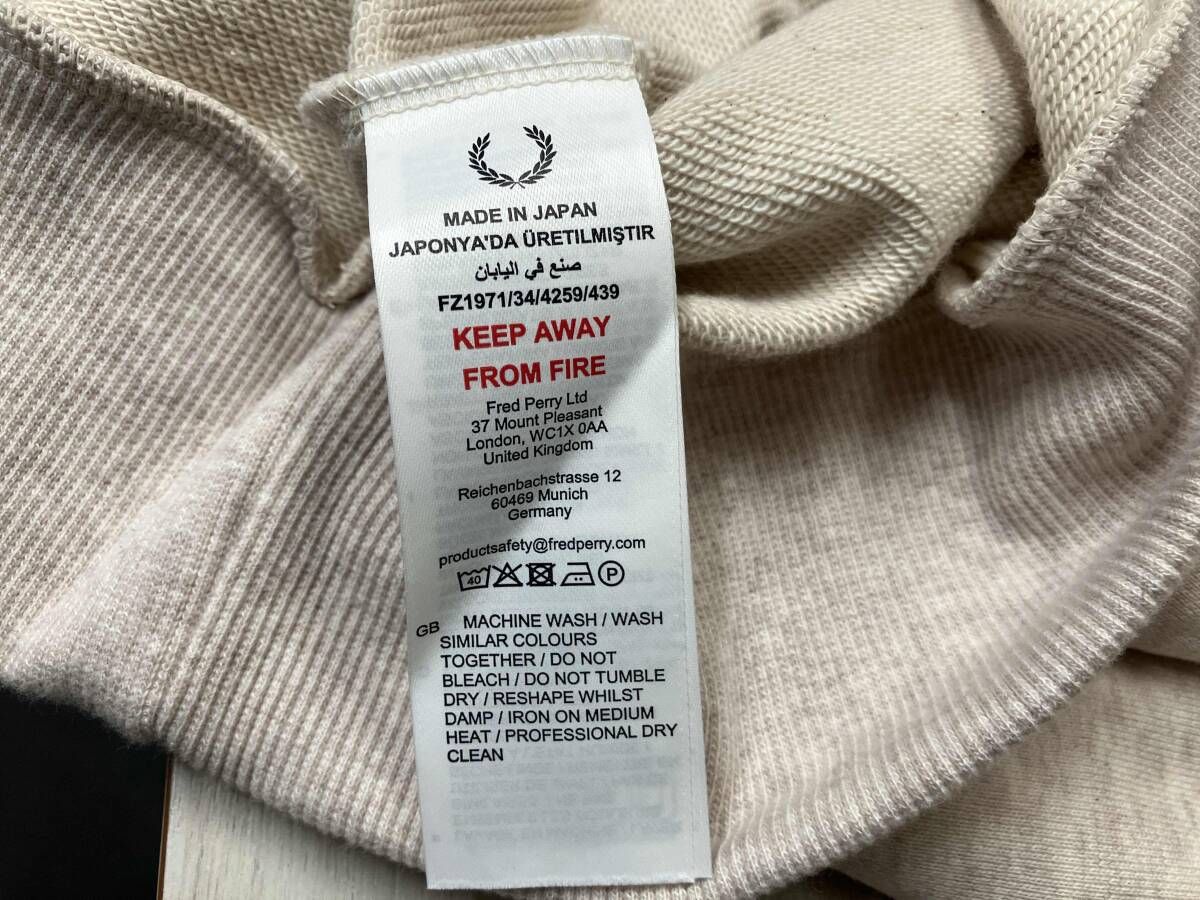 MADE IN JAPAN
JAPONYA'DA ÜRETILMIŞTIR
صنع في اليابان
FZ1971/34/4259/439
KEEP AWAY
FROM FIRE
Fred Perry Ltd
37 Mount Pleasant
London, WC1X 0AA
United Kingdom
Reichenbachstrasse 12
60469 Munich
Germany
productsafety@fredperry.com
40 P
GB MACHINE WASH / WASH
SIMILAR COLOURS
TOGETHER / DO NOT
BLEACH / DO NOT TUMBLE
DRY / RESHAPE WHILST
DAMP / IRON ON MEDIUM
HEAT / PROFESSIONAL DRY
CLEAN